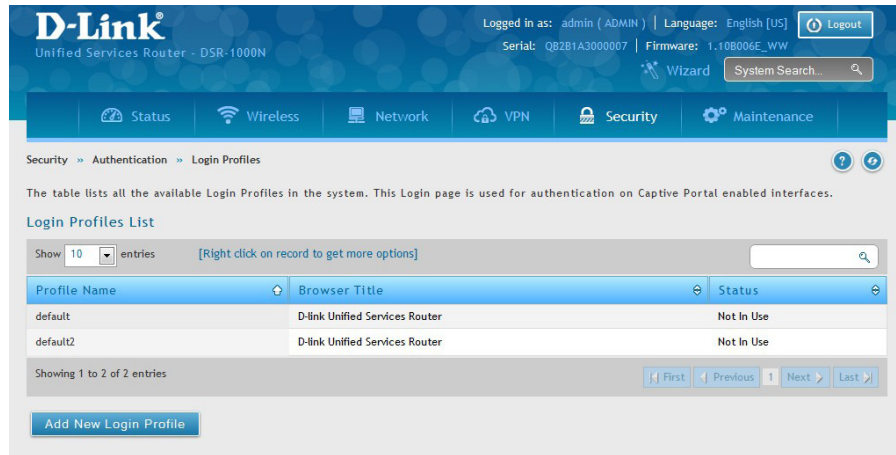 D-Link®
Unified Services Router - DSR-1000N
Logged in as: admin ( ADMIN ) | Language: English [US]
Logout
Serial: QB2B1A3000007 | Firmware: 1.10B006E_WW
Wizard
System Search...
Status
Wireless
Network
VPN
Security
Maintenance
Security » Authentication » Login Profiles
?
The table lists all the available Login Profiles in the system. This Login page is used for authentication on Captive Portal enabled interfaces.
Login Profiles List
Show 10 entries [Right click on record to get more options]
Profile Name Browser Title Status
default D-link Unified Services Router Not In Use
default2 D-link Unified Services Router Not In Use
Showing 1 to 2 of 2 entries
First Previous 1 Next Last
Add New Login Profile